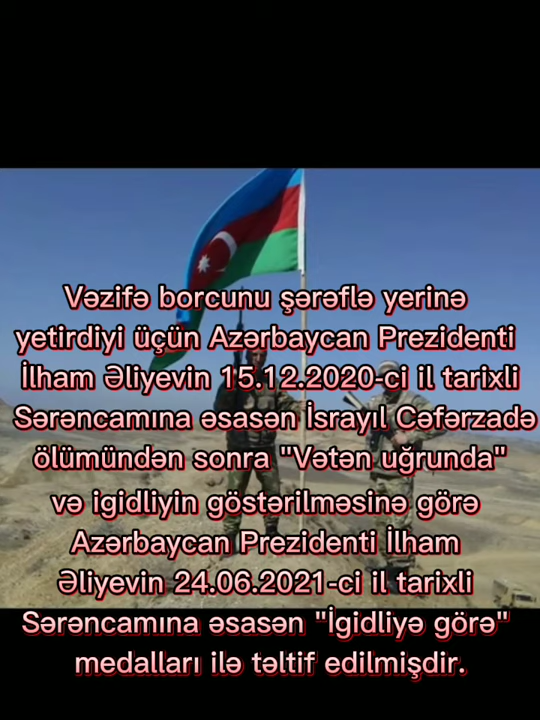 Vəzifə borcunu şərəflə yerinə
yetirdiyi üçün Azərbaycan Prezidenti
İlham Əliyevin 15.12.2020-ci il tarixli
Sərəncamına əsasən İsrayıl Cəfərzadə
ölümündən sonra "Vətən uğrunda"
və igidliyin göstərilməsinə görə
Azərbaycan Prezidenti İlham
Əliyevin 24.06.2021-ci il tarixli
Sərəncamına əsasən "İgidliyə görə"
medalları ilə təltif edilmişdir.